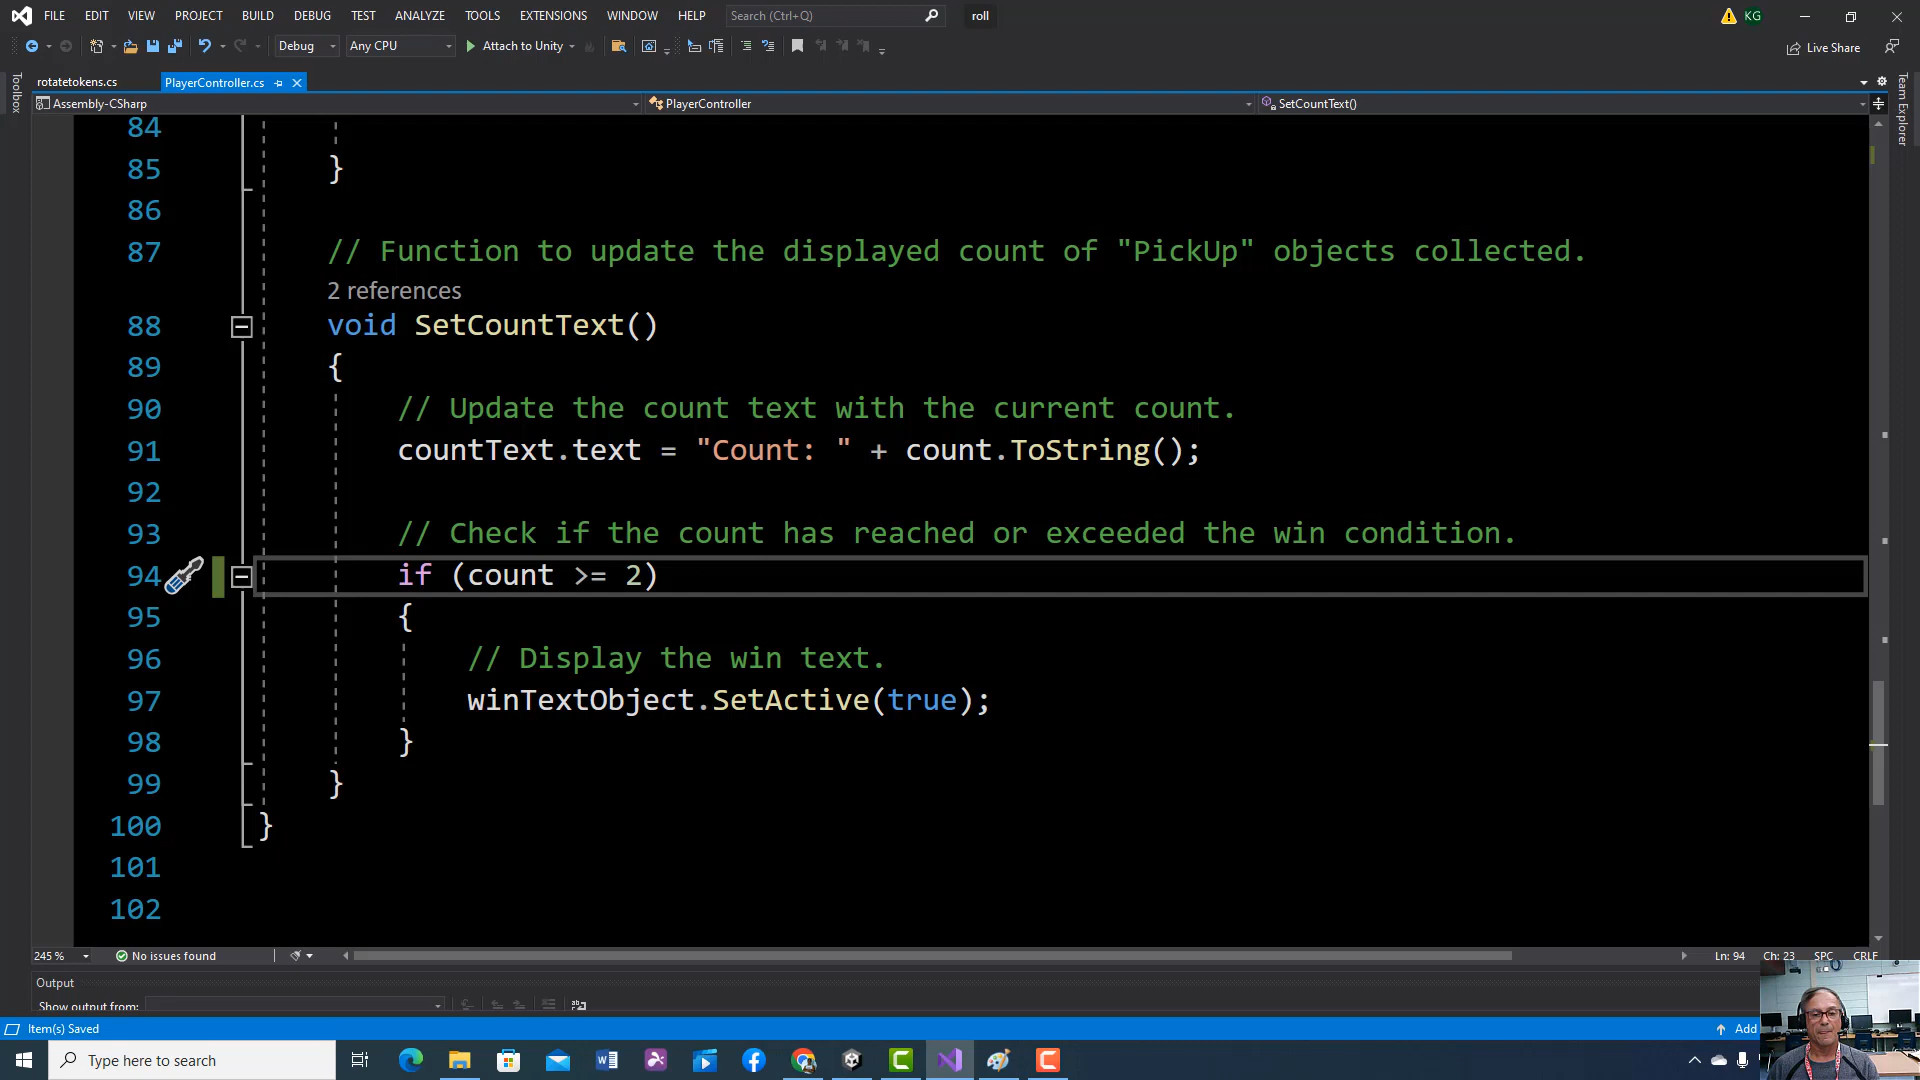 FILE EDIT VIEW PROJECT BUILD DEBUG TEST ANALYZE TOOLS EXTENSIONS WINDOW HELP Search (Ctrl+Q) roll KG
Debug Any CPU Attach to Unity Live Share
rotatetokens.cs PlayerController.cs
Assembly-CSharp PlayerController SetCountText()
Toolbox
Team Explorer
84
85 }
86
87 // Function to update the displayed count of "PickUp" objects collected.
2 references
88 void SetCountText()
89 {
90 // Update the count text with the current count.
91 countText.text = "Count: " + count.ToString();
92
93 // Check if the count has reached or exceeded the win condition.
94 if (count >= 2)
95 {
96 // Display the win text.
97 winTextObject.SetActive(true);
98 }
99 }
100 }
101
102
245 % No issues found Ln: 94 Ch: 23 SPC CRLF
Output
Show output from:
Item(s) Saved Add
Type here to search